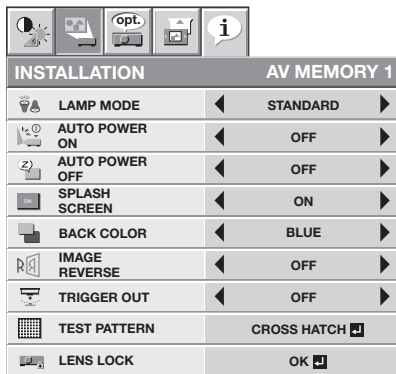 opt.
i
INSTALLATION AV MEMORY 1
LAMP MODE STANDARD
AUTO POWER
ON
OFF
AUTO POWER
OFF
OFF
SPLASH
SCREEN
ON
BACK COLOR BLUE
IMAGE
REVERSE
OFF
TRIGGER OUT OFF
TEST PATTERN CROSS HATCH
LENS LOCK OK